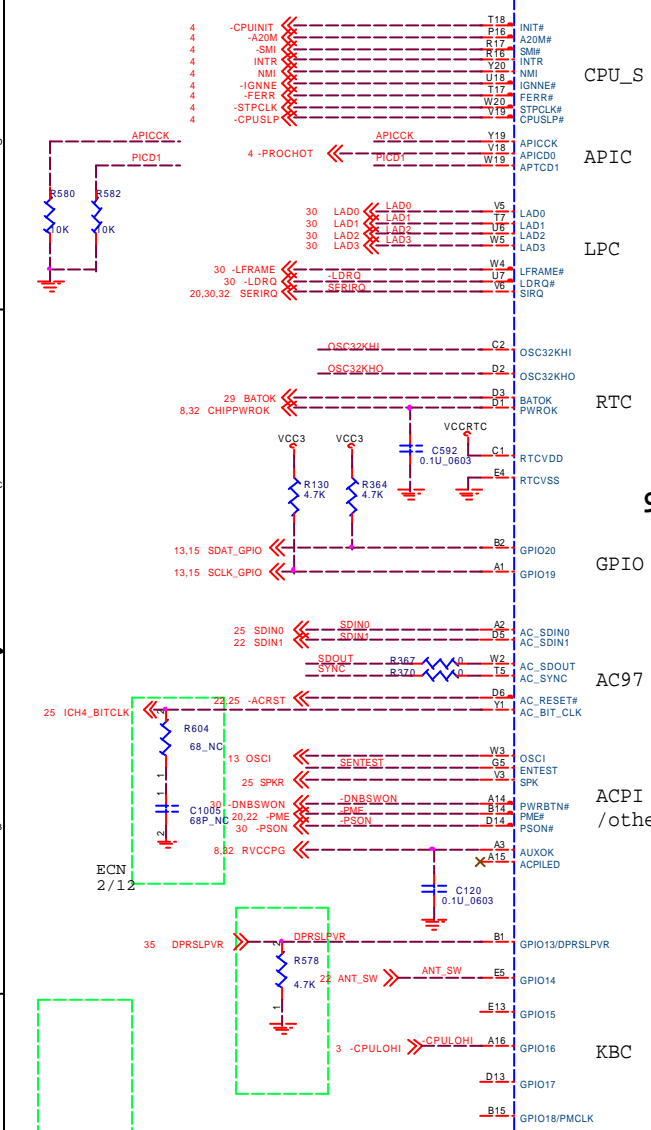 4 -CPUINIT T18 INIT#
4 -A20M P16 A20M#
4 -SMI R17 SMI#
4 INTR R16 INTR
4 NMI Y20 NMI
4 -IGNNE U18 IGNNE#
4 -FERR T17 FERR#
4 -STPCLK W20 STPCLK#
4 -CPUSLP V19 CPUSLP#
CPU_S
APICCK APICCK Y19 APICCK
4 -PROCHOT V18 APICD0
PICD1 PICD1 W19 APTCD1
APIC
R580 R582
10K 10K
30 LAD0 LAD0 V5 LAD0
30 LAD1 LAD1 T7 LAD1
30 LAD2 LAD2 U6 LAD2
30 LAD3 LAD3 W5 LAD3
LPC
30 -LFRAME W4 LFRAME#
30 -LDRQ -LDRQ U7 LDRQ#
20,30,32 SERIRQ SERIRQ V6 SIRQ
OSC32KHI C2 OSC32KHI
OSC32KHO D2 OSC32KHO
29 BATOK D3 BATOK
8,32 CHIPPWROK D1 PWROK
RTC
VCC3 VCC3 VCCRTC
C592
0.1U_0603
C1 RTCVDD
E4 RTCVSS
R130 R364
4.7K 4.7K
9
13,15 SDAT_GPIO B2 GPIO20
13,15 SCLK_GPIO A1 GPIO19
GPIO
25 SDIN0 SDIN0 A2 AC_SDIN0
22 SDIN1 SDIN1 D5 AC_SDIN1
SDOUT R367 0 W2 AC_SDOUT
SYNC R370 0 T5 AC_SYNC
AC97
22,25 -ACRST D6 AC_RESET#
25 ICH4_BITCLK Y1 AC_BIT_CLK
2
R604
68_NC
1
1
C1005
68P_NC
2
ECN
2/12
13 OSCI W3 OSCI
SENTEST G5 ENTEST
25 SPKR V3 SPK
30 -DNBSWON -DNBSWON A14 PWRBTN#
20,22 -PME -PME B14 PME#
30 -PSON -PSON D14 PSON#
ACPI
/othe
8,32 RVCCPG A3 AUXOK
A15 ACPILED
C120
0.1U_0603
35 DPRSLPVR DPRSLPVR B1 GPIO13/DPRSLPVR
2
R578
4.7K
1
22 ANT_SW ANT_SW E5 GPIO14
E13 GPIO15
3 -CPULOHI -CPULOHI A16 GPIO16
KBC
D13 GPIO17
B15 GPIO18/PMCLK